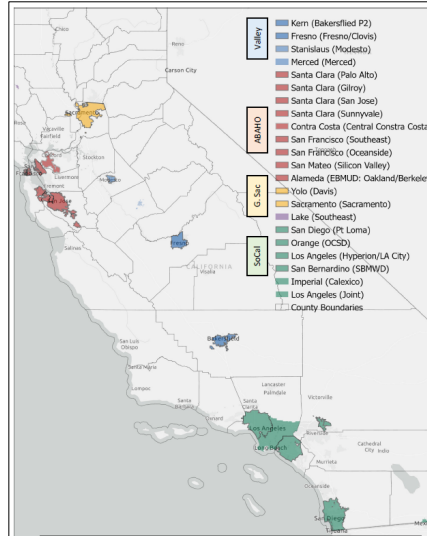 Valley
ABAHO
G. Sac
SoCal
Kern (Bakersflied P2)
Fresno (Fresno/Clovis)
Stanislaus (Modesto)
Merced (Merced)
Santa Clara (Palo Alto)
Santa Clara (Gilroy)
Santa Clara (San Jose)
Santa Clara (Sunnyvale)
Contra Costa (Central Constra Costa
San Francisco (Southeast)
San Francisco (Oceanside)
San Mateo (Silicon Valley)
Alameda (EBMUD: Oakland/Berkeley
Yolo (Davis)
Sacramento (Sacramento)
Lake (Southeast)
San Diego (Pt Loma)
Orange (OCSD)
Los Angeles (Hyperion/LA City)
San Bernardino (SBMWD)
Imperial (Calexico)
Los Angeles (Joint)
County Boundaries
Chico
Reno
Carson City
Sacramento
Vacaville
Fairfield
Stockton
Livermore
Fremont
San Jose
Modesto
Salinas
Fresno
CALIFORNIA
Visalia
San Luis
Obispo
Bakersfield
Santa Maria
Lompoc
Santa
Barbara
Oxnard
Santa
Clarita
Lancaster
Palmdale
Victorville
Los Angeles
Long Beach
Riverside
Cathedral
City
Indio
Murrieta
Oceanside
San Diego
Tijuana